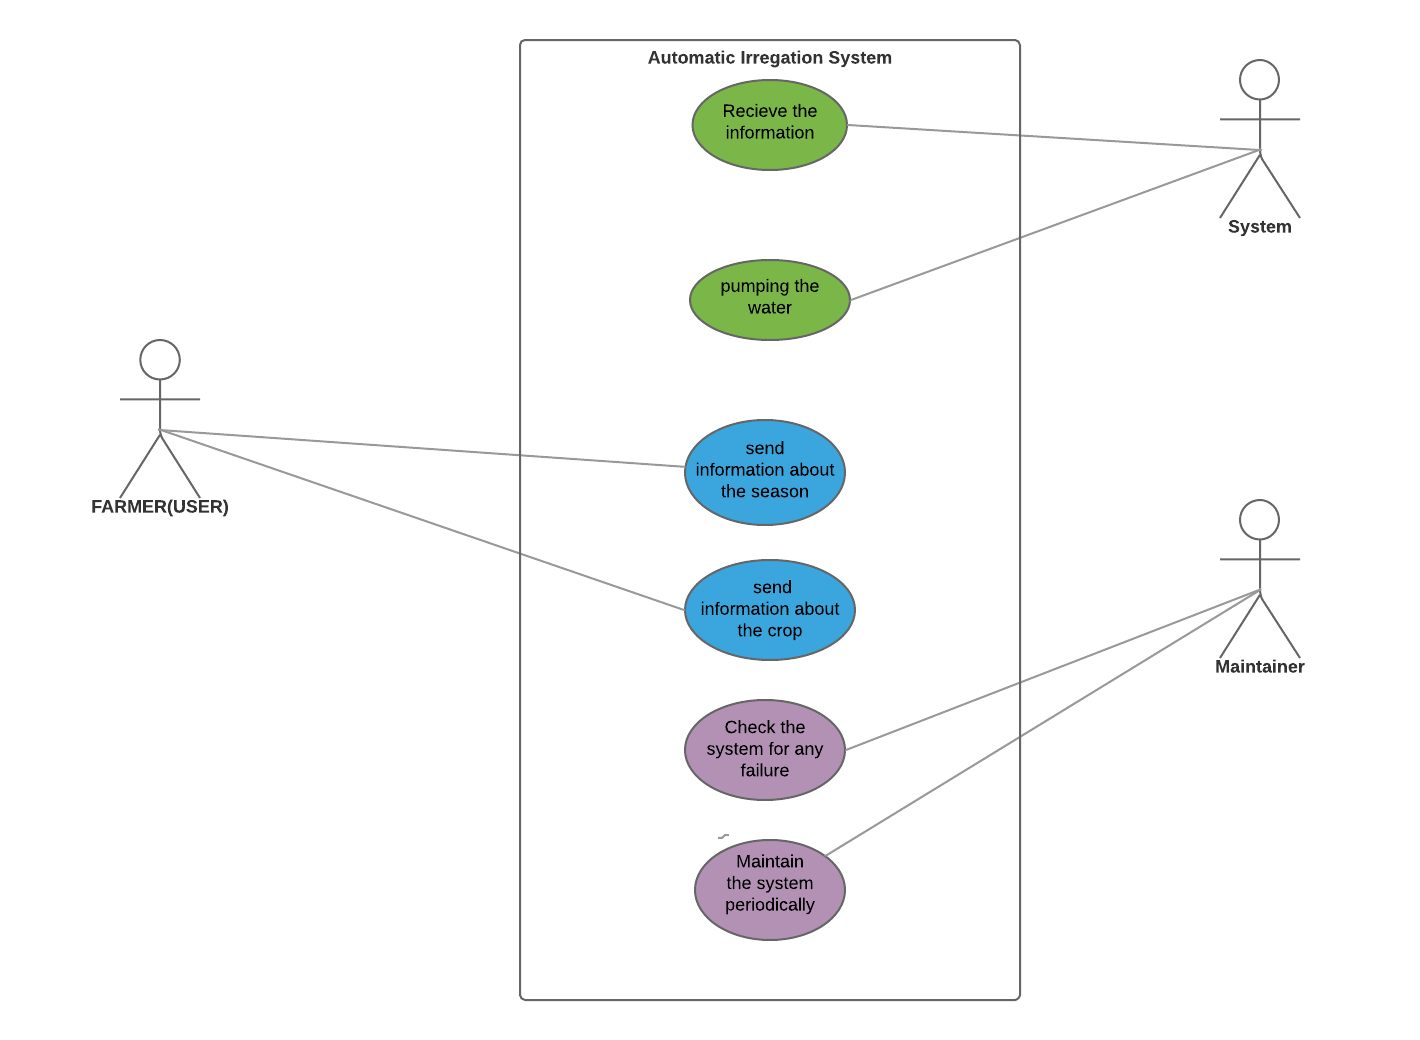 Automatic Irregation System
Recieve the
information
System
pumping the
water
FARMER(USER)
send
information about
the season
send
information about
the crop
Maintainer
Check the
system for any
failure
Maintain
the system
periodically